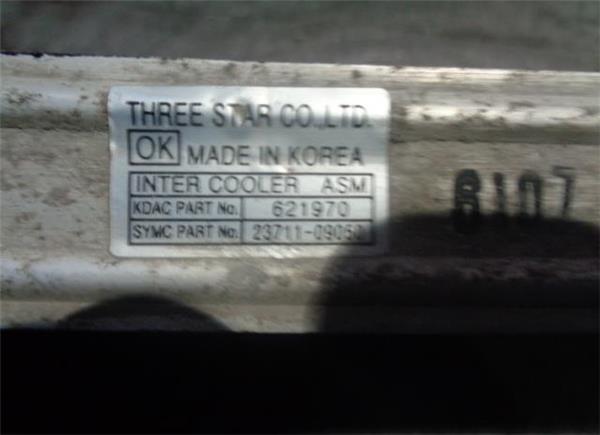 THREE STAR CO.,LTD.
OK MADE IN KOREA
INTER COOLER ASM
KDAC PART No. 621970
SYMC PART No. 23711-09050
6107